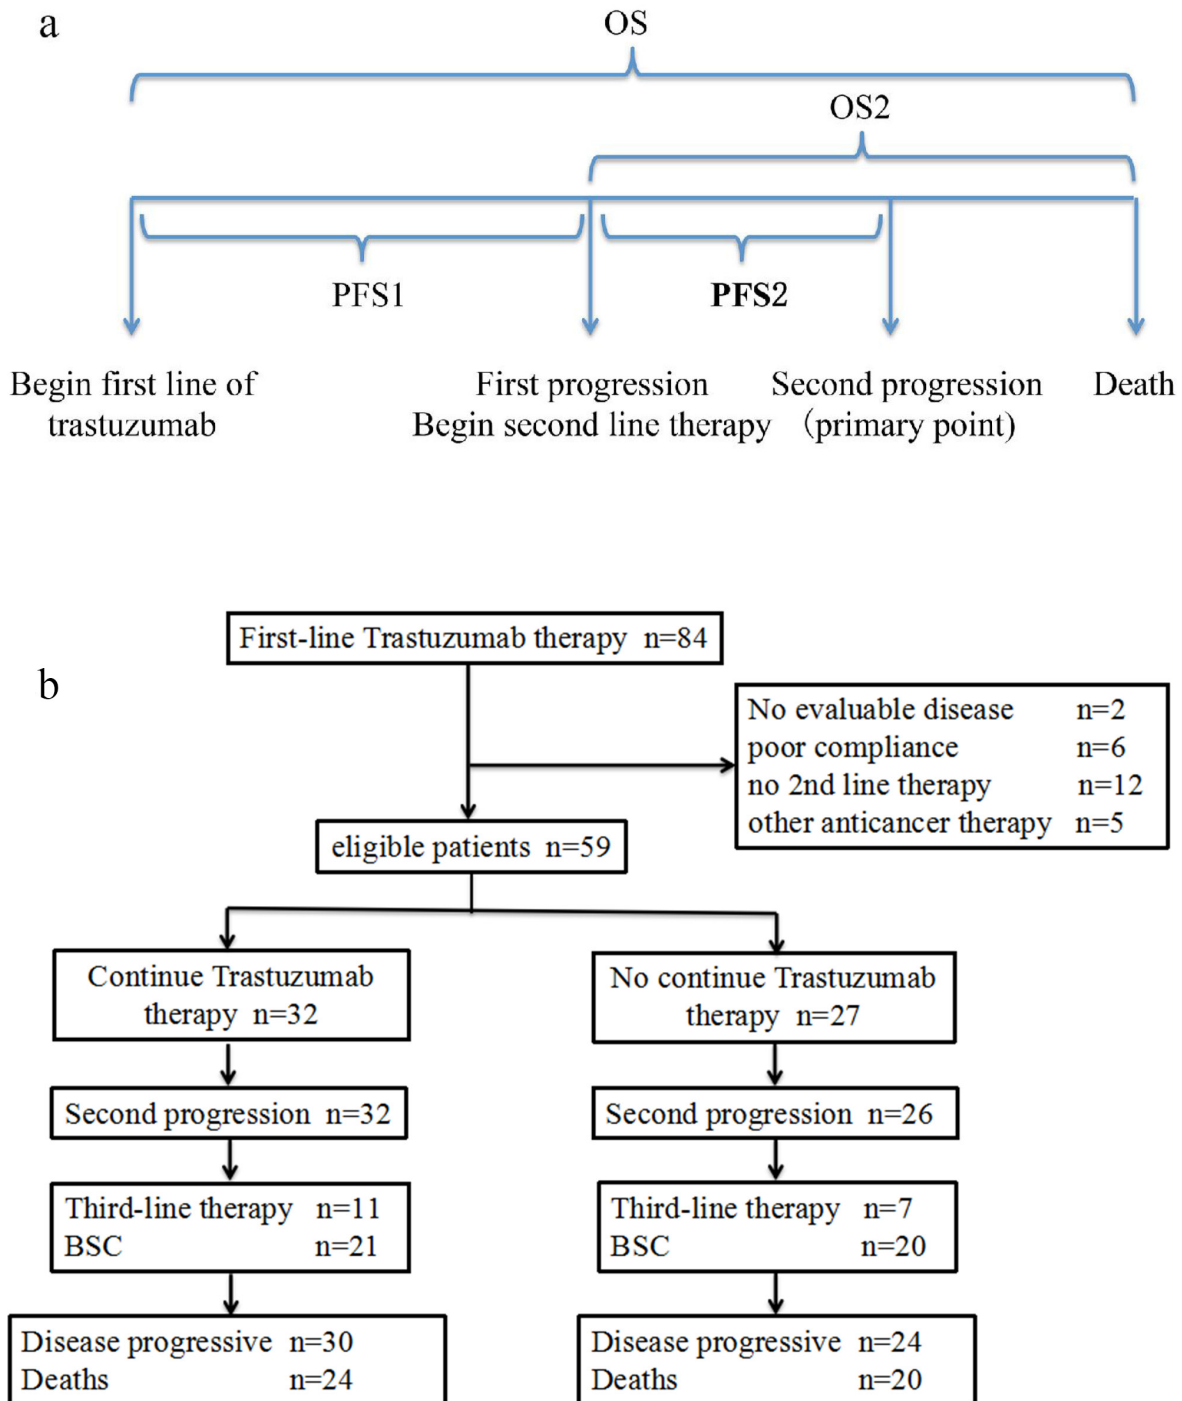 a
OS
OS2
PFS1
PFS2
Begin first line of
trastuzumab
First progression
Begin second line therapy
Second progression
(primary point)
Death
b
First-line Trastuzumab therapy n=84
No evaluable disease n=2
poor compliance n=6
no 2nd line therapy n=12
other anticancer therapy n=5
eligible patients n=59
Continue Trastuzumab
therapy n=32
No continue Trastuzumab
therapy n=27
Second progression n=32
Second progression n=26
Third-line therapy n=11
BSC n=21
Third-line therapy n=7
BSC n=20
Disease progressive n=30
Deaths n=24
Disease progressive n=24
Deaths n=20